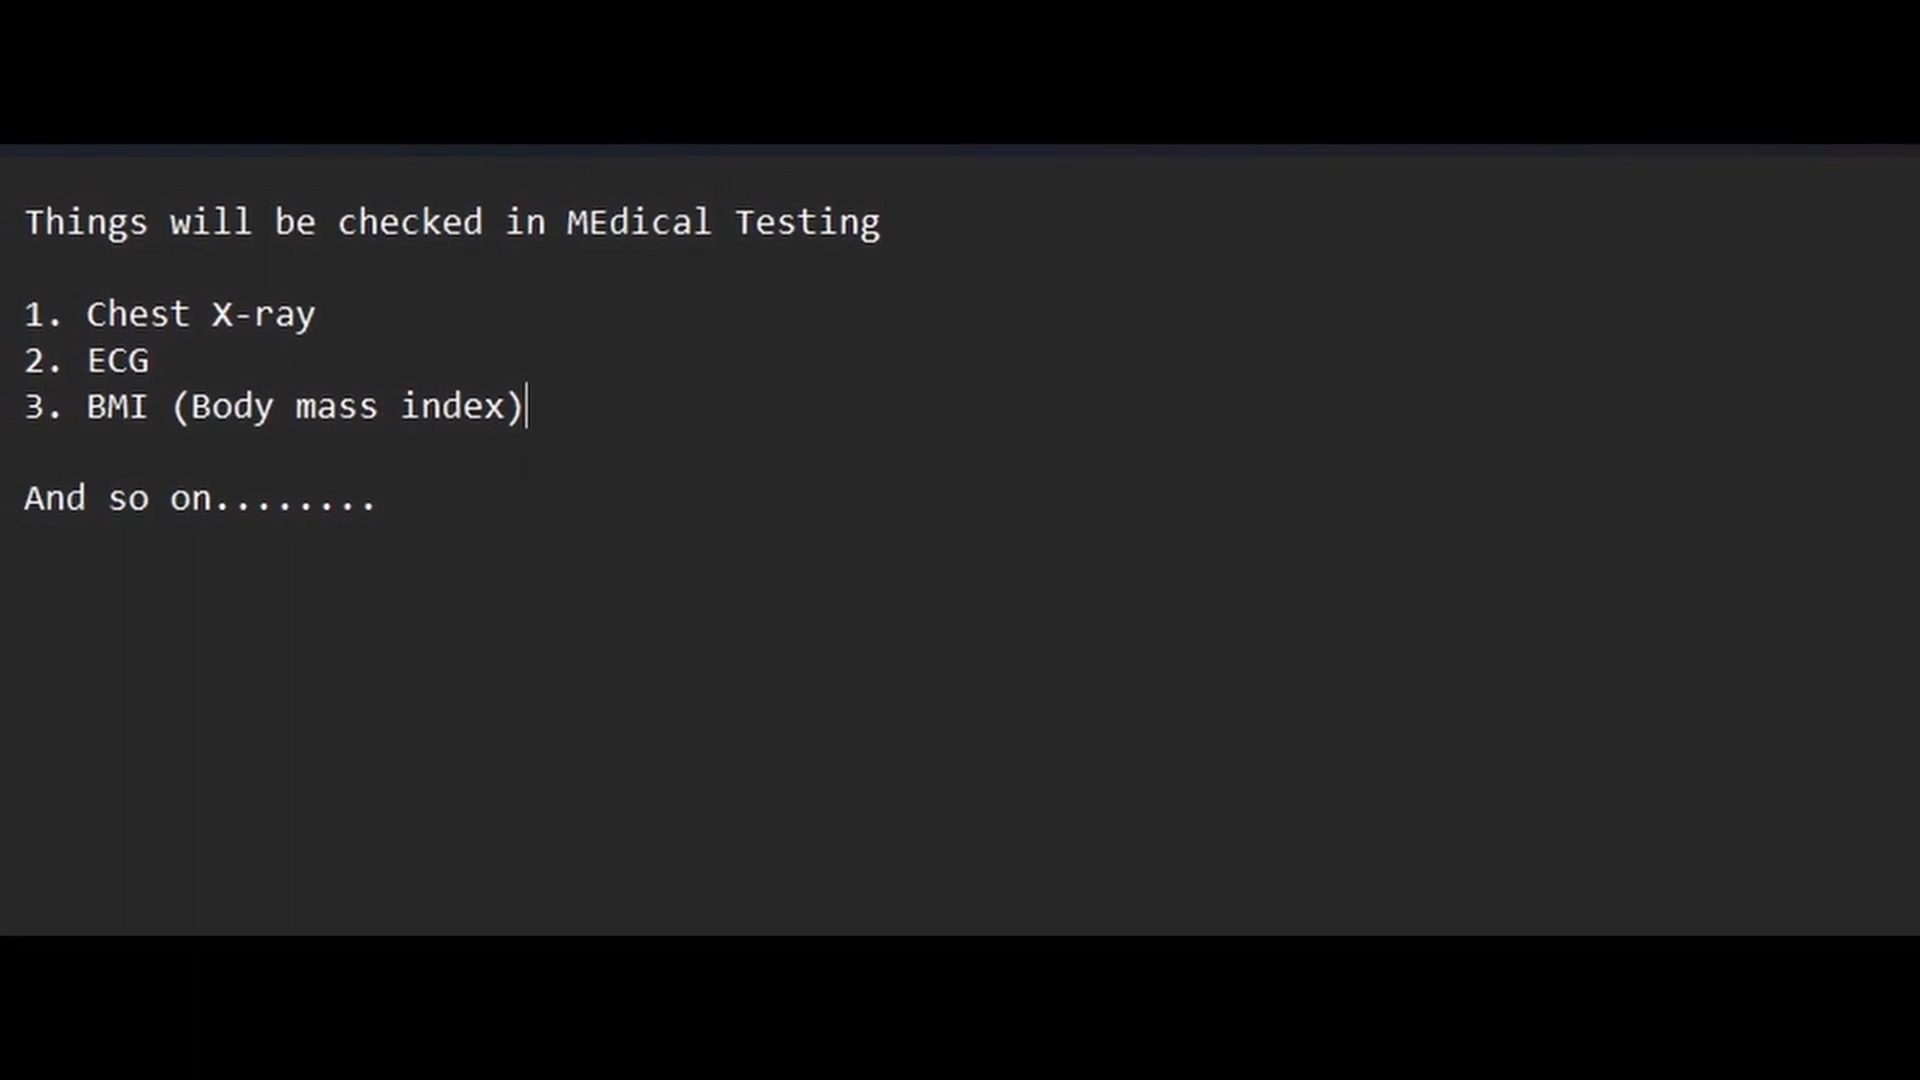 Things will be checked in MEdical Testing
1. Chest X-ray
2. ECG
3. BMI (Body mass index)
And so on........